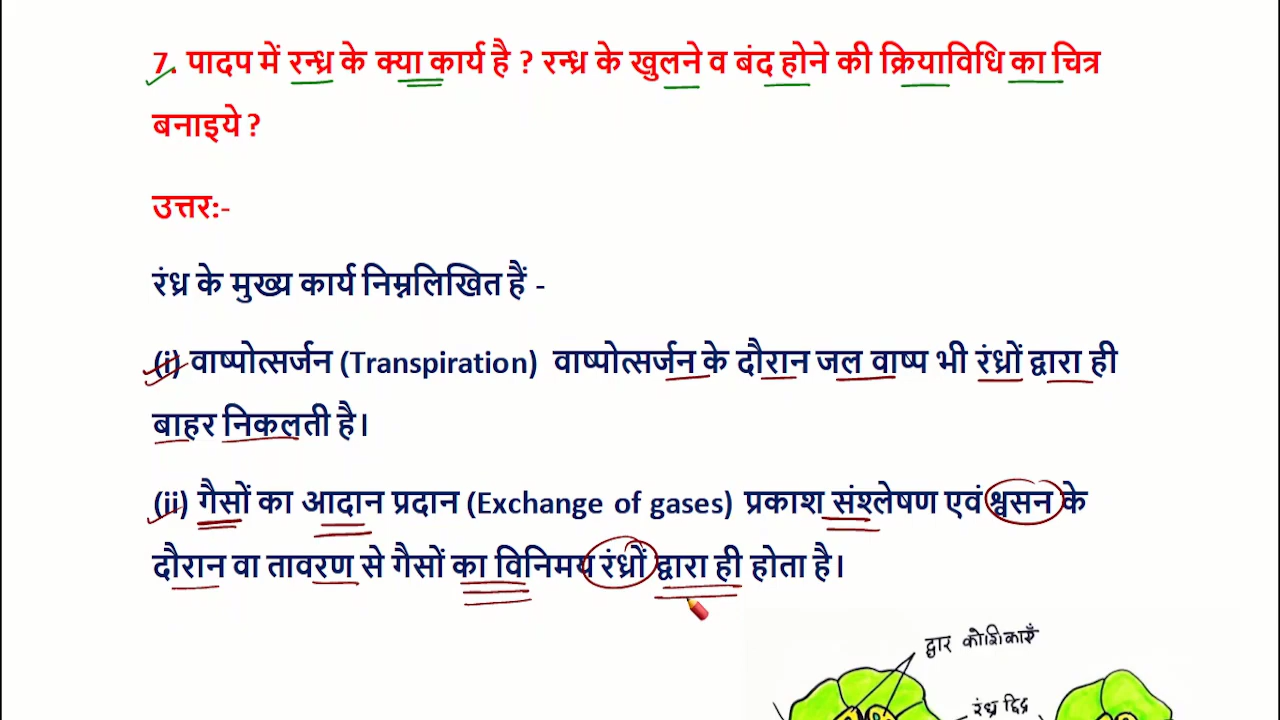 7. पादप में रन्ध्र के क्या कार्य है ? रन्ध्र के खुलने व बंद होने की क्रियाविधि का चित्र
बनाइये ?
उत्तर:-
रंध्र के मुख्य कार्य निम्नलिखित हैं -
(i) वाष्पोत्सर्जन (Transpiration) वाष्पोत्सर्जन के दौरान जल वाष्प भी रंध्रों द्वारा ही
बाहर निकलती है।
(ii) गैसों का आदान प्रदान (Exchange of gases) प्रकाश संश्लेषण एवं श्वसन के
दौरान वा तावरण से गैसों का विनिमय रंध्रों द्वारा ही होता है।
द्वार कोशिकाएँ
रंध्र छिद्र